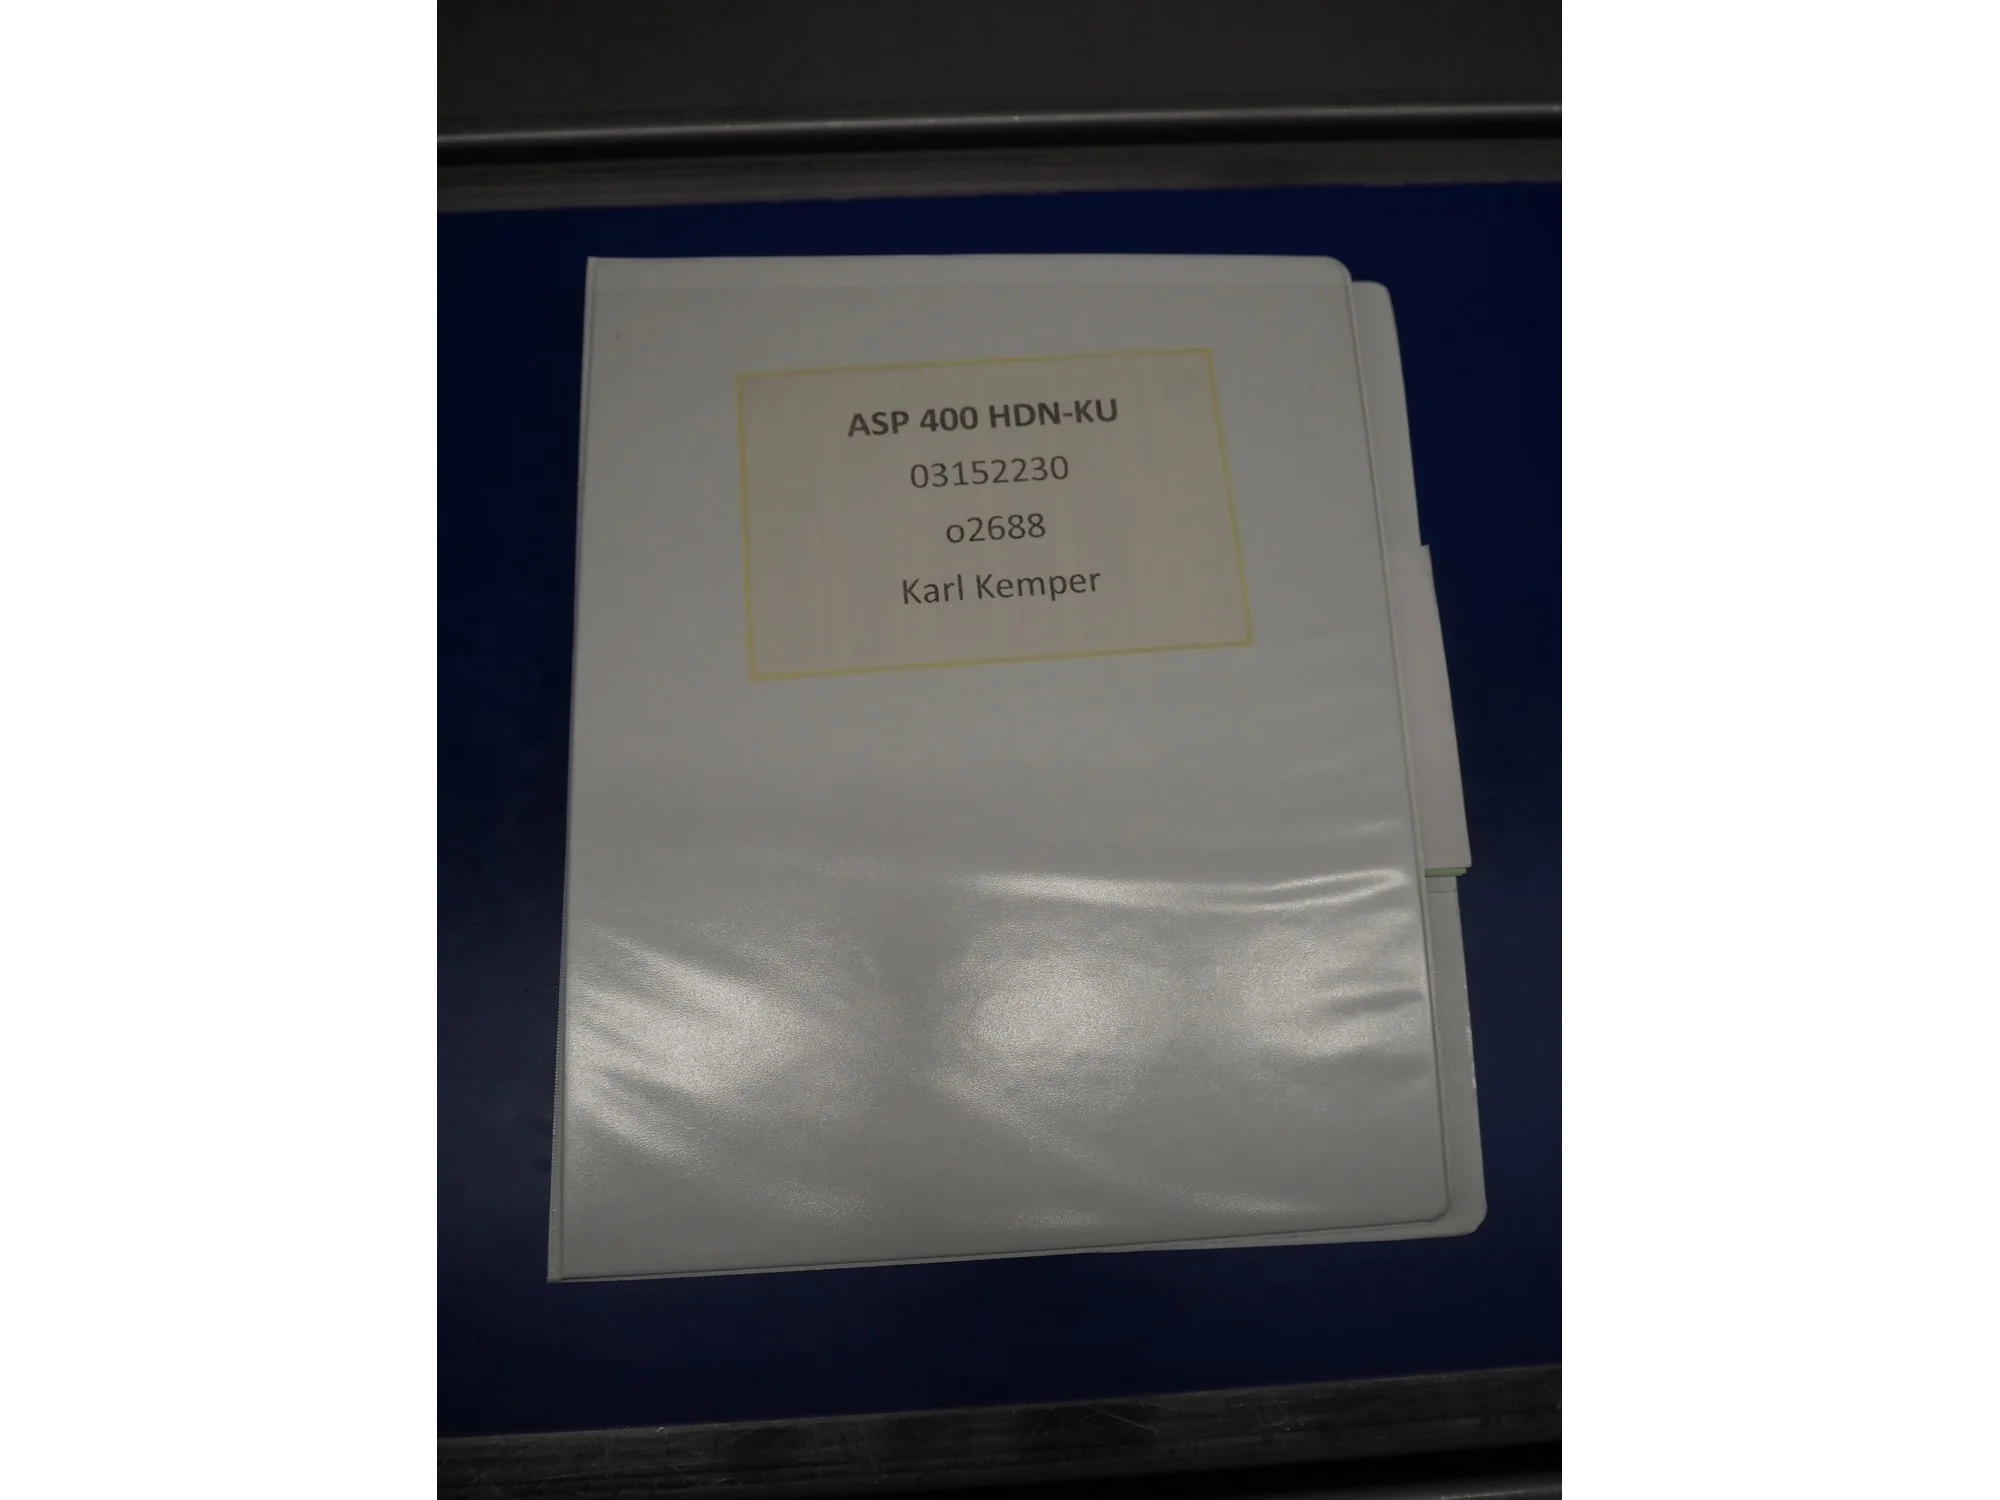 ASP 400 HDN-KU
03152230
o2688
Karl Kemper